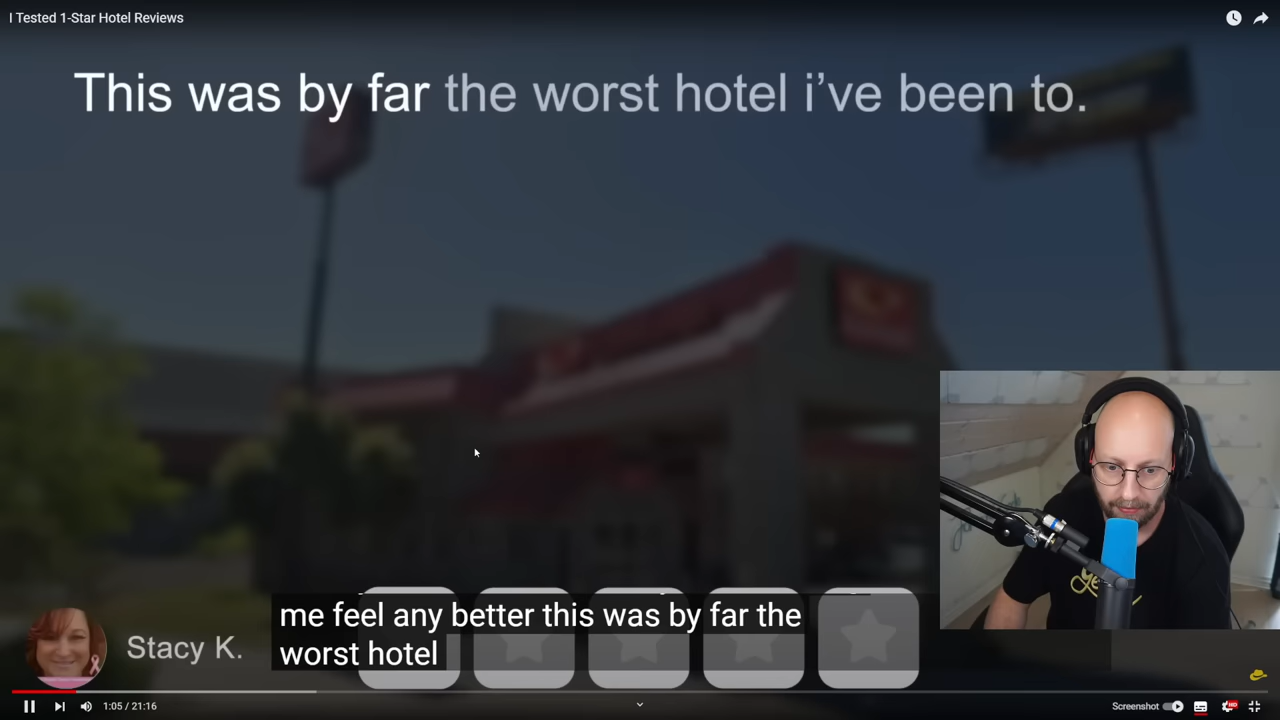 I Tested 1-Star Hotel Reviews
This was by far the worst hotel i’ve been to.
Stacy K.
me feel any better this was by far the
worst hotel
1:05 / 21:16
Screenshot
HD